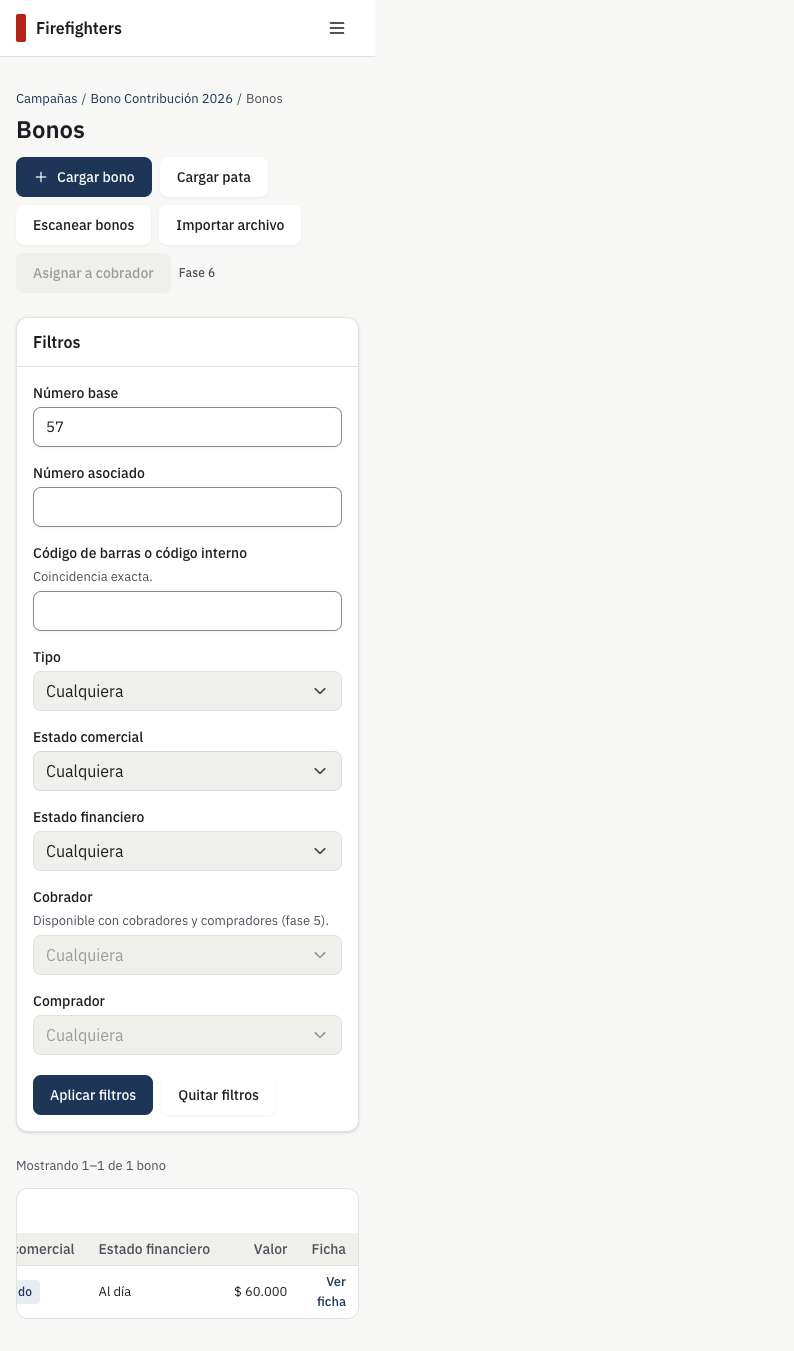 Firefighters
Campañas / Bono Contribución 2026 / Bonos
Bonos
+ Cargar bono
Cargar pata
Escanear bonos
Importar archivo
Asignar a cobrador
Fase 6
Filtros
Número base
57
Número asociado
Código de barras o código interno
Coincidencia exacta.
Tipo
Cualquiera
Estado comercial
Cualquiera
Estado financiero
Cualquiera
Cobrador
Disponible con cobradores y compradores (fase 5).
Cualquiera
Comprador
Cualquiera
Aplicar filtros
Quitar filtros
Mostrando 1–1 de 1 bono
comercial Estado financiero Valor Ficha
do Al día $ 60.000 Ver
ficha